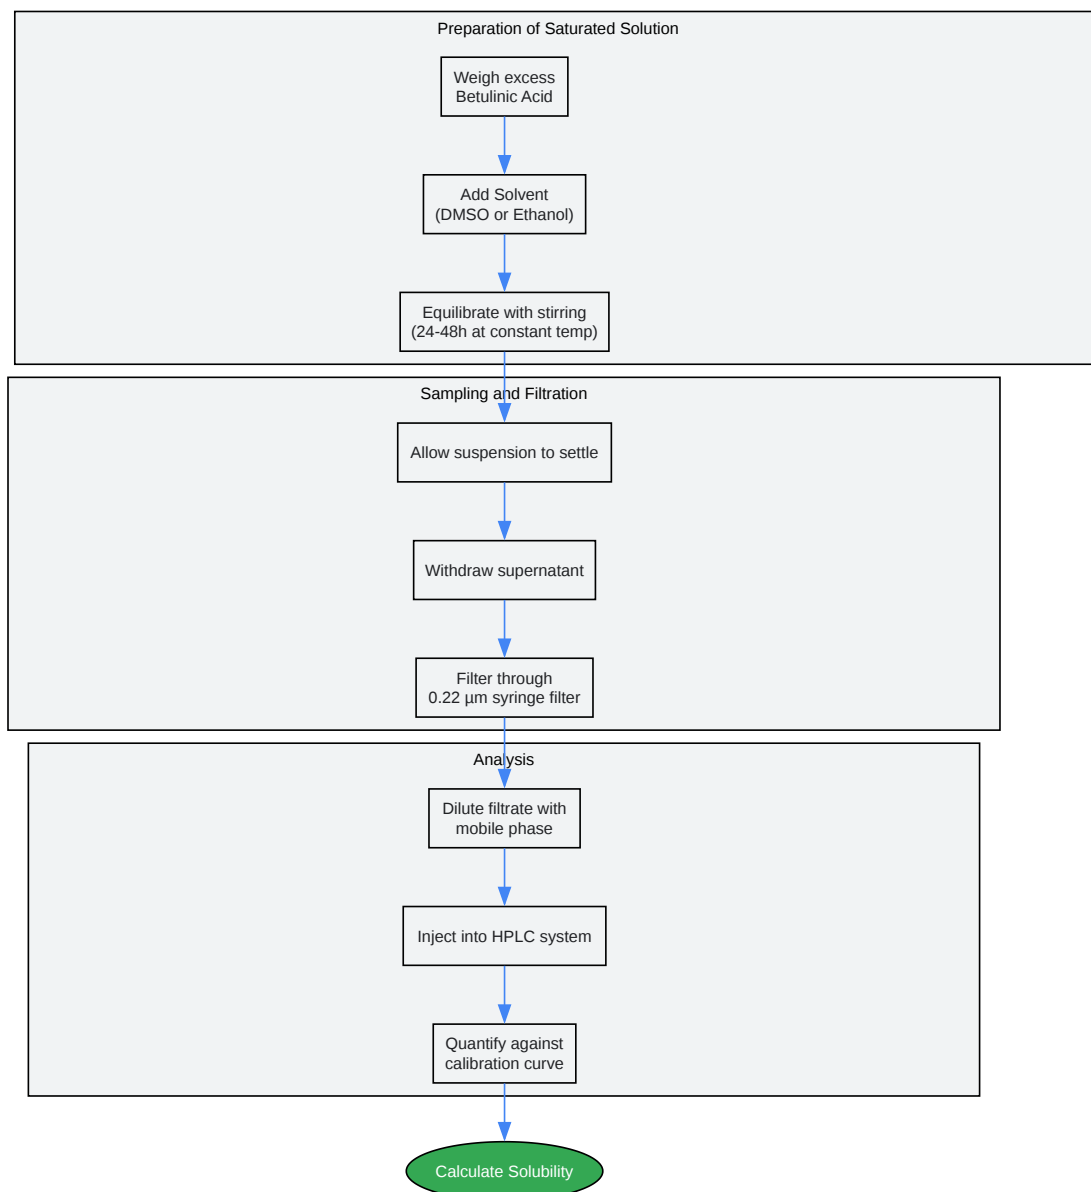 Preparation of Saturated Solution
Weigh excess
Betulinic Acid
Add Solvent
(DMSO or Ethanol)
Equilibrate with stirring
(24-48h at constant temp)
Sampling and Filtration
Allow suspension to settle
Withdraw supernatant
Filter through
0.22 µm syringe filter
Analysis
Dilute filtrate with
mobile phase
Inject into HPLC system
Quantify against
calibration curve
Calculate Solubility